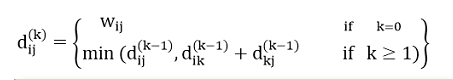 d_ij^(k) = { W_ij if k=0
min (d_ij^(k-1), d_ik^(k-1) + d_kj^(k-1) if k ≥ 1) }